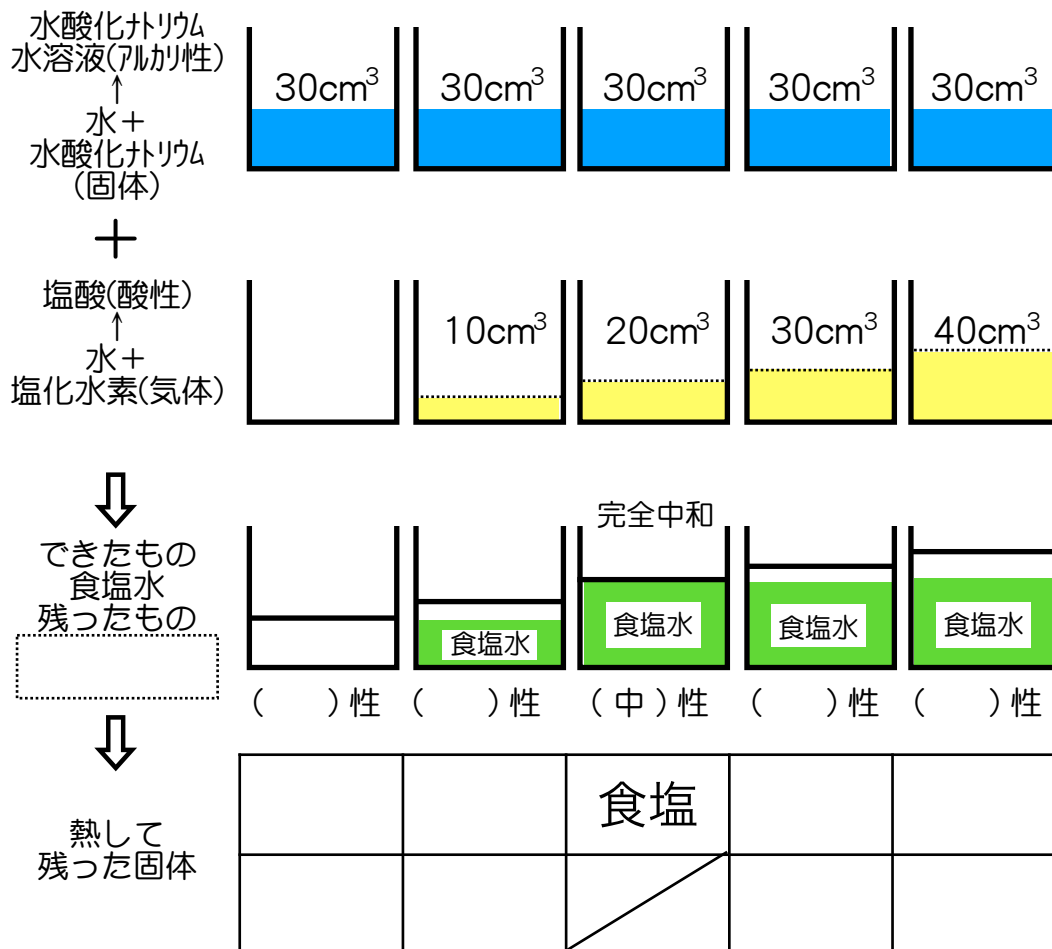 水酸化ナトリウム
水溶液(アルカリ性)
↑
水＋
水酸化ナトリウム
(固体)
30cm³ 30cm³ 30cm³ 30cm³ 30cm³
＋
塩酸(酸性)
↑
水＋
塩化水素(気体)
10cm³ 20cm³ 30cm³ 40cm³
完全中和
できたもの
食塩水
残ったもの
食塩水 食塩水 食塩水 食塩水
(　　)性 (　　)性 (中)性 (　　)性 (　　)性
熱して
残った固体
食塩